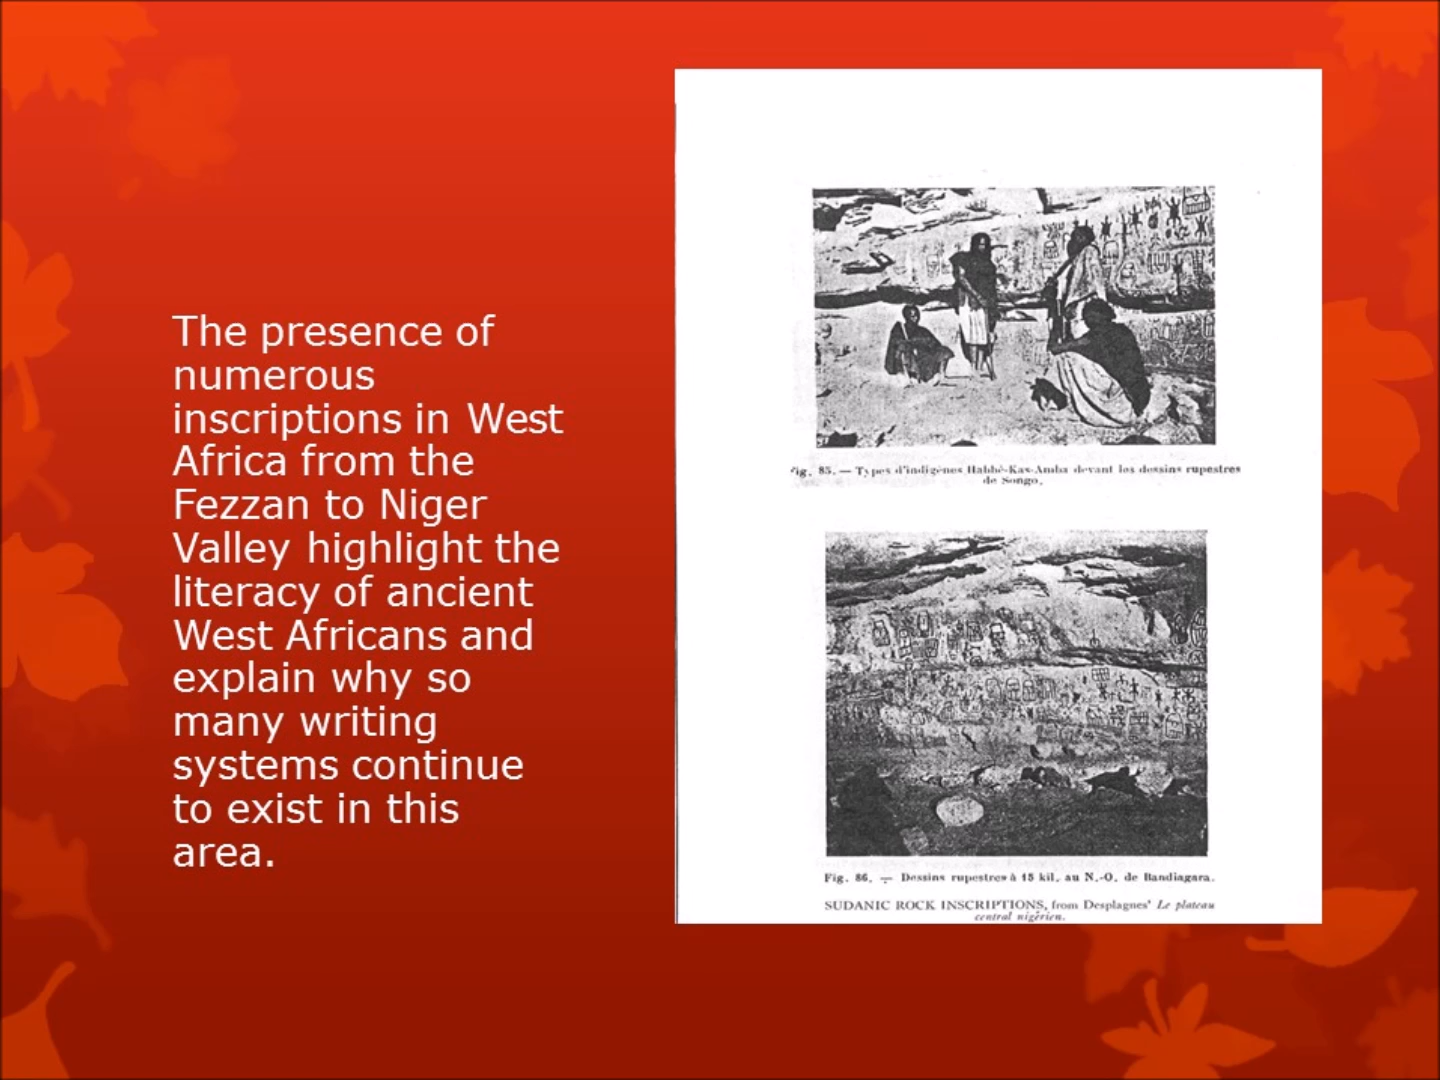 The presence of
numerous
inscriptions in West
Africa from the
Fezzan to Niger
Valley highlight the
literacy of ancient
West Africans and
explain why so
many writing
systems continue
to exist in this
area.
ig. 85. — Types d'indigènes Habbé-Kas-Amba devant les dessins rupestres
de Songo.
Fig. 86. — Dessins rupestres à 15 kil. au N.-O. de Bandiagara.
SUDANIC ROCK INSCRIPTIONS, from Desplagnes' Le plateau
central nigérien.